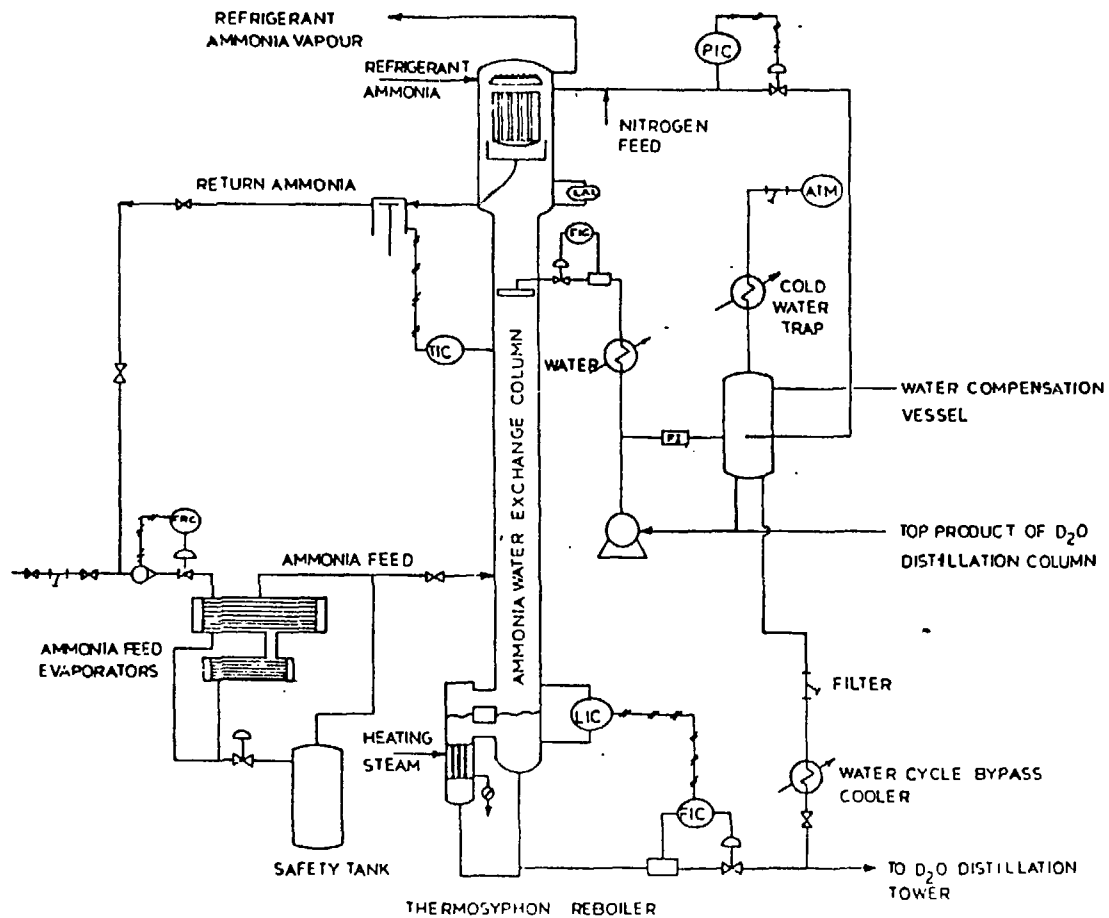 REFRIGERANT
AMMONIA VAPOUR
REFRIGERANT
AMMONIA
PIC
NITROGEN
FEED
RETURN AMMONIA
LAI
FIC
ATM
COLD
WATER
TRAP
TIC
WATER
AMMONIA WATER EXCHANGE COLUMN
WATER COMPENSATION
VESSEL
FI
FRC
TOP PRODUCT OF D₂O
DISTILLATION COLUMN
AMMONIA FEED
AMMONIA FEED
EVAPORATORS
FILTER
LIC
HEATING
STEAM
WATER CYCLE BYPASS
COOLER
FIC
SAFETY TANK
TO D₂O DISTILLATION
TOWER
THERMOSYPHON REBOILER